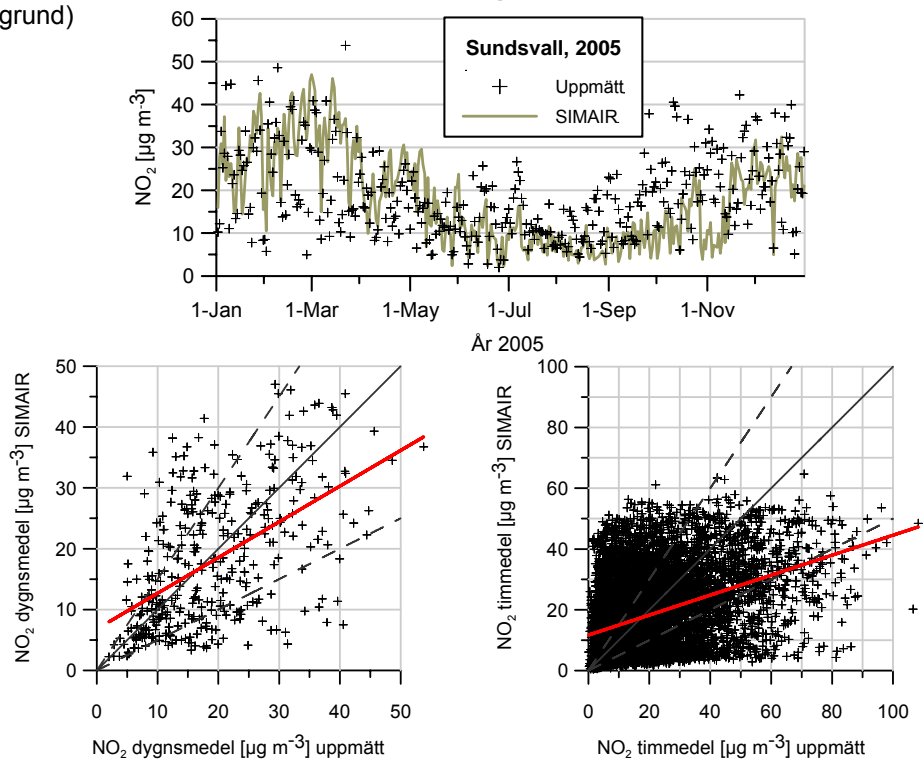 grund)
60
50
40
30
20
10
0
NO2 [µg m-3]
Sundsvall, 2005
+ Uppmätt
SIMAIR
1-Jan 1-Mar 1-May 1-Jul 1-Sep 1-Nov
År 2005
50
40
30
20
10
0
NO2 dygnsmedel [µg m-3] SIMAIR
0 10 20 30 40 50
NO2 dygnsmedel [µg m-3] uppmätt
100
80
60
40
20
0
NO2 timmedel [µg m-3] SIMAIR
0 20 40 60 80 100
NO2 timmedel [µg m-3] uppmätt